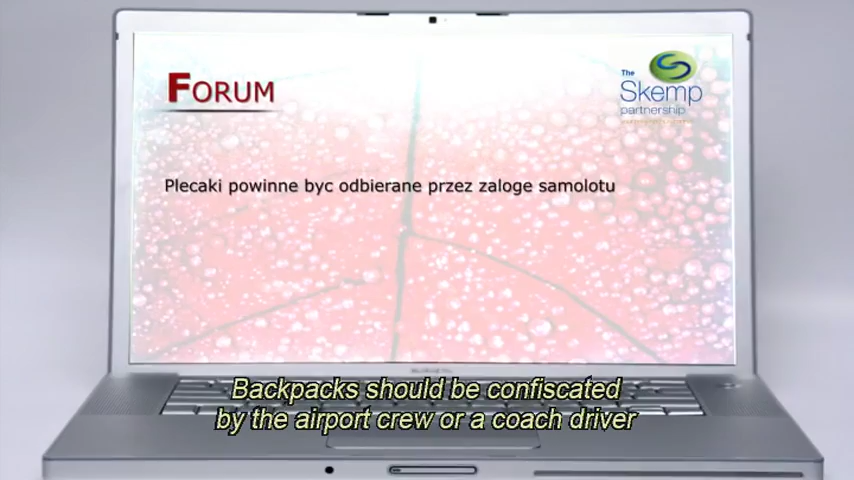 FORUM
The
Skemp
partnership
Plecaki powinne byc odbierane przez zaloge samolotu
Backpacks should be confiscated
by the airport crew or a coach driver